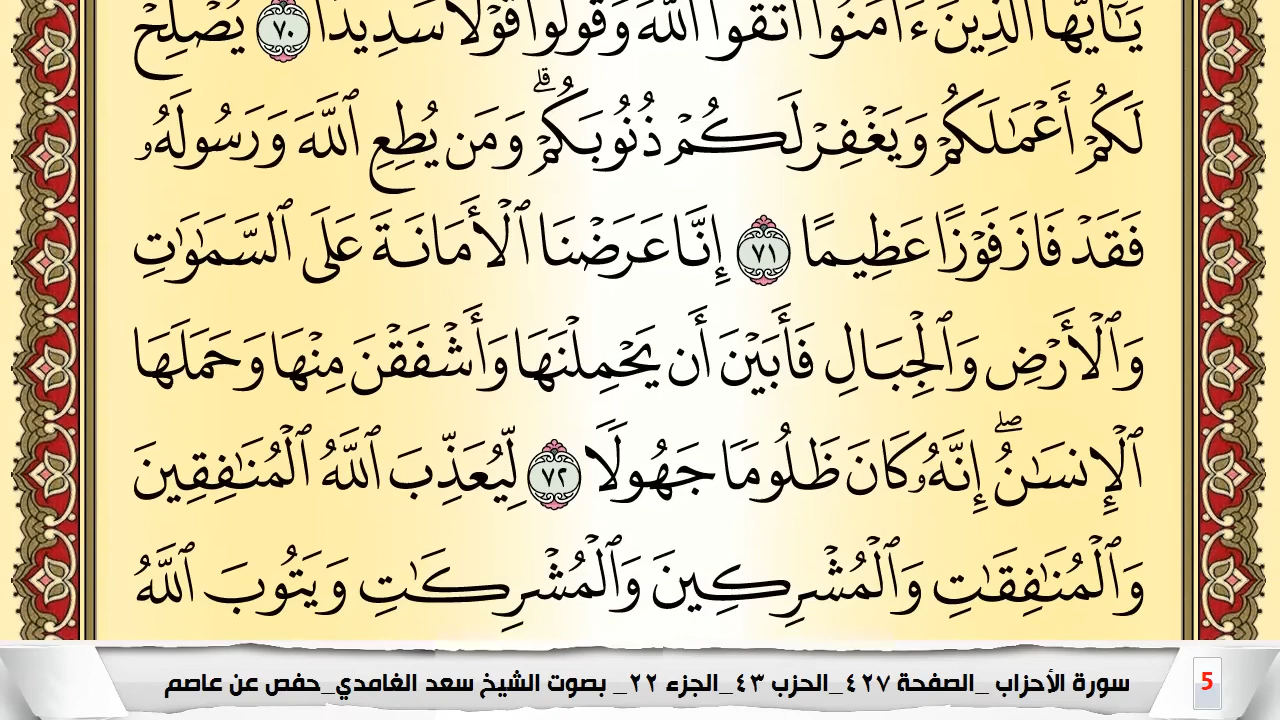 يَـٰٓأَيُّهَا ٱلَّذِينَ ءَامَنُوا۟ ٱتَّقُوا۟ ٱللَّهَ وَقُولُوا۟ قَوْلًا سَدِيدًا ٧٠ يُصْلِحْ
لَكُمْ أَعْمَـٰلَكُمْ وَيَغْفِرْ لَكُمْ ذُنُوبَكُمْ ۗ وَمَن يُطِعِ ٱللَّهَ وَرَسُولَهُۥ
فَقَدْ فَازَ فَوْزًا عَظِيمًا ٧١ إِنَّا عَرَضْنَا ٱلْأَمَانَةَ عَلَى ٱلسَّمَـٰوَٰتِ
وَٱلْأَرْضِ وَٱلْجِبَالِ فَأَبَيْنَ أَن يَحْمِلْنَهَا وَأَشْفَقْنَ مِنْهَا وَحَمَلَهَا
ٱلْإِنسَـٰنُ ۖ إِنَّهُۥ كَانَ ظَلُومًا جَهُولًا ٧٢ لِّيُعَذِّبَ ٱللَّهُ ٱلْمُنَـٰفِقِينَ
وَٱلْمُنَـٰفِقَـٰتِ وَٱلْمُشْرِكِينَ وَٱلْمُشْرِكَـٰتِ وَيَتُوبَ ٱللَّهُ
5 سورة الأحزاب _الصفحة ٤٢٧_الحزب ٤٣_الجزء ٢٢_ بصوت الشيخ سعد الغامدي_حفص عن عاصم